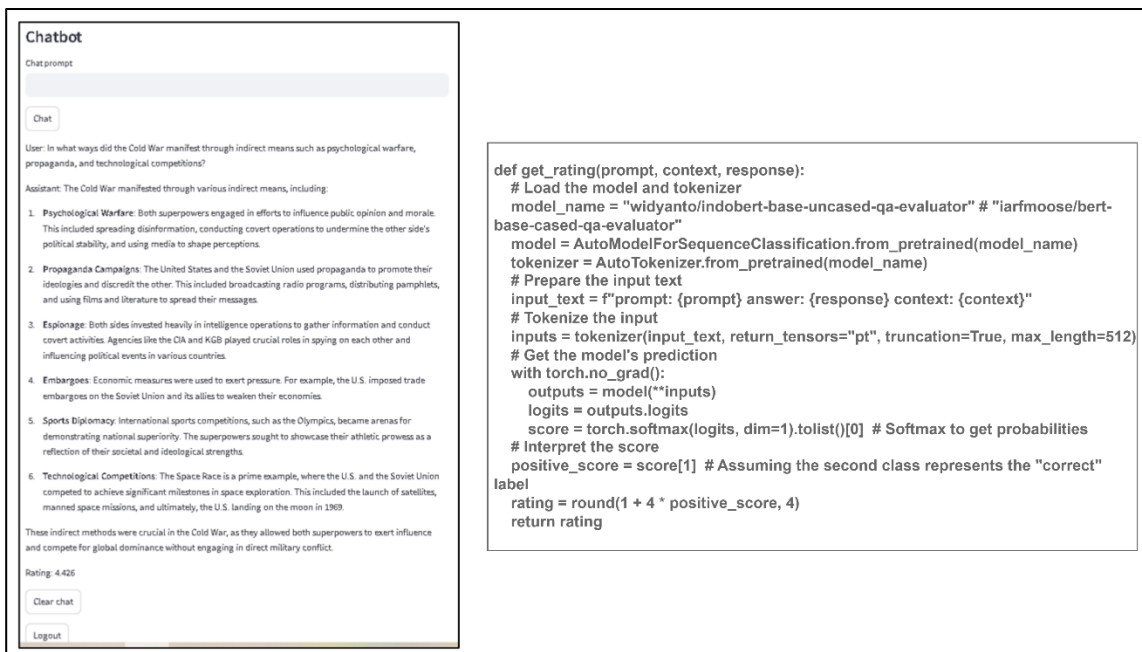 Chatbot
Chat prompt
Chat
User: In what ways did the Cold War manifest through indirect means such as psychological warfare,
propaganda, and technological competitions?
Assistant: The Cold War manifested through various indirect means, including:
1. Psychological Warfare: Both superpowers engaged in efforts to influence public opinion and morale.
This included spreading disinformation, conducting covert operations to undermine the other side's
political stability, and using media to shape perceptions.
2. Propaganda Campaigns: The United States and the Soviet Union used propaganda to promote their
ideologies and discredit the other. This included broadcasting radio programs, distributing pamphlets,
and using films and literature to spread their messages.
3. Espionage: Both sides invested heavily in intelligence operations to gather information and conduct
covert activities. Agencies like the CIA and KGB played crucial roles in spying on each other and
influencing political events in various countries.
4. Embargoes: Economic measures were used to exert pressure. For example, the U.S. imposed trade
embargoes on the Soviet Union and its allies to weaken their economies.
5. Sports Diplomacy: International sports competitions, such as the Olympics, became arenas for
demonstrating national superiority. The superpowers sought to showcase their athletic prowess as a
reflection of their societal and ideological strengths.
6. Technological Competitions: The Space Race is a prime example, where the U.S. and the Soviet Union
competed to achieve significant milestones in space exploration. This included the launch of satellites,
manned space missions, and ultimately, the U.S. landing on the moon in 1969.
These indirect methods were crucial in the Cold War, as they allowed both superpowers to exert influence
and compete for global dominance without engaging in direct military conflict.
Rating: 4.426
Clear chat
Logout
def get_rating(prompt, context, response):
# Load the model and tokenizer
model_name = "widyanto/indobert-base-uncased-qa-evaluator" # "iarfmoose/bert-
base-cased-qa-evaluator"
model = AutoModelForSequenceClassification.from_pretrained(model_name)
tokenizer = AutoTokenizer.from_pretrained(model_name)
# Prepare the input text
input_text = f"prompt: {prompt} answer: {response} context: {context}"
# Tokenize the input
inputs = tokenizer(input_text, return_tensors="pt", truncation=True, max_length=512)
# Get the model's prediction
with torch.no_grad():
outputs = model(**inputs)
logits = outputs.logits
score = torch.softmax(logits, dim=1).tolist()[0] # Softmax to get probabilities
# Interpret the score
positive_score = score[1] # Assuming the second class represents the "correct"
label
rating = round(1 + 4 * positive_score, 4)
return rating